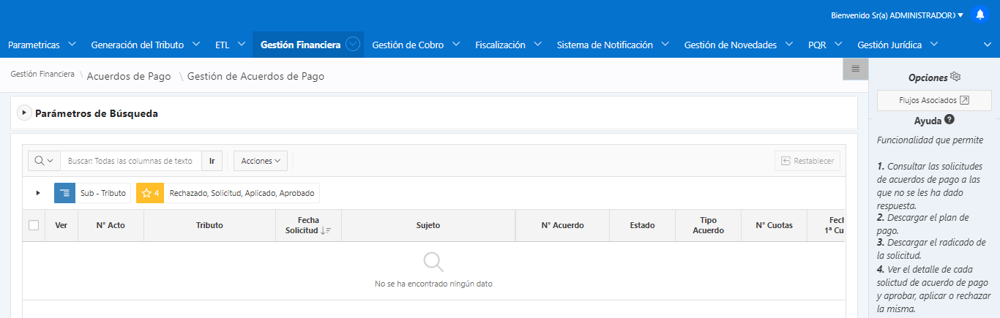 Bienvenido Sr(a) ADMINISTRADOR)
Parametricas Generación del Tributo ETL Gestión Financiera Gestión de Cobro Fiscalización Sistema de Notificación Gestión de Novedades PQR Gestión Jurídica
Gestión Financiera \ Acuerdos de Pago \ Gestión de Acuerdos de Pago
Parámetros de Búsqueda
Buscar: Todas las columnas de texto Ir Acciones Restablecer
Sub - Tributo 4 Rechazado, Solicitud, Aplicado, Aprobado
Ver N° Acto Tributo Fecha Solicitud Sujeto N° Acuerdo Estado Tipo Acuerdo N° Cuotas Fech 1ª Cu
No se ha encontrado ningún dato
Opciones
Flujos Asociados
Ayuda
Funcionalidad que permite
1. Consultar las solicitudes
de acuerdos de pago a las
que no se les ha dado
respuesta.
2. Descargar el plan de
pago.
3. Descargar el radicado de
la solicitud.
4. Ver el detalle de cada
solicitud de acuerdo de pago
y aprobar, aplicar o rechazar
la misma.